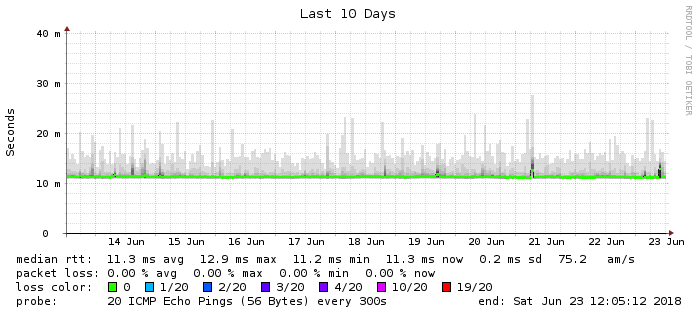 Last 10 Days
RRDTOOL / TOBI OETIKER
Seconds
40 m
30 m
20 m
10 m
0
14 Jun 15 Jun 16 Jun 17 Jun 18 Jun 19 Jun 20 Jun 21 Jun 22 Jun 23 Jun
median rtt: 11.3 ms avg 12.9 ms max 11.2 ms min 11.3 ms now 0.2 ms sd 75.2 am/s
packet loss: 0.00 % avg 0.00 % max 0.00 % min 0.00 % now
loss color: 0 1/20 2/20 3/20 4/20 10/20 19/20
probe: 20 ICMP Echo Pings (56 Bytes) every 300s end: Sat Jun 23 12:05:12 2018